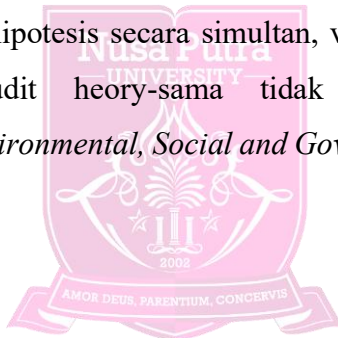 ipotesis secara simultan, v
Nusa Putra
UNIVERSITY
udit heory-sama tidak
ironmental, Social and Gov
2002
AMOR DEUS, PARENTIUM, CONCERVIS